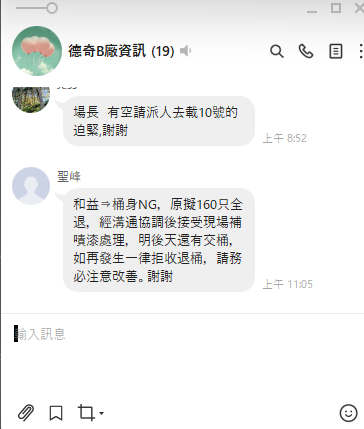 德奇B廠資訊 (19)
場長 有空請派人去載10號的
迫緊,謝謝
上午 8:52
聖峰
和益⇒桶身NG，原擬160只全
退，經溝通協調後接受現場補
噴漆處理，明後天還有交桶，
如再發生一律拒收退桶，請務
必注意改善。謝謝
上午 11:05
輸入訊息